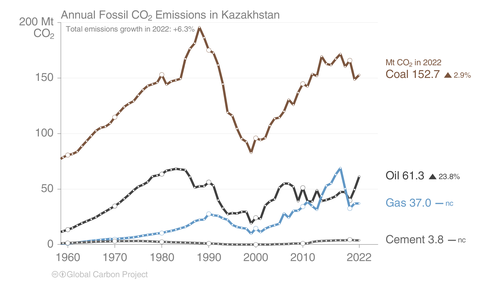 Annual Fossil CO₂ Emissions in Kazakhstan
200 Mt
CO₂
Total emissions growth in 2022: +6.3%
150
100
50
0
1960 1970 1980 1990 2000 2010 2022
Mt CO₂ in 2022
Coal 152.7 ▲ 2.9%
Oil 61.3 ▲ 23.8%
Gas 37.0 — nc
Cement 3.8 — nc
Global Carbon Project